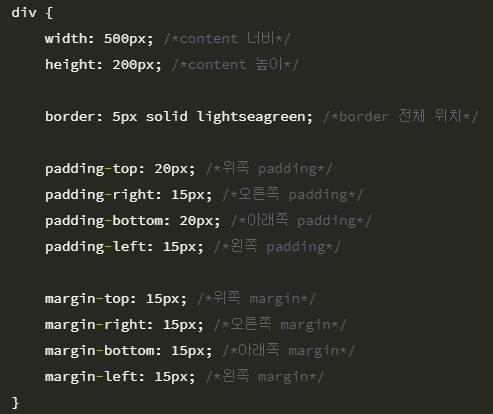 div {
width: 500px; /*content 너비*/
height: 200px; /*content 높이*/
border: 5px solid lightseagreen; /*border 전체 위치*/
padding-top: 20px; /*위쪽 padding*/
padding-right: 15px; /*오른쪽 padding*/
padding-bottom: 20px; /*아래쪽 padding*/
padding-left: 15px; /*왼쪽 padding*/
margin-top: 15px; /*위쪽 margin*/
margin-right: 15px; /*오른쪽 margin*/
margin-bottom: 15px; /*아래쪽 margin*/
margin-left: 15px; /*왼쪽 margin*/
}